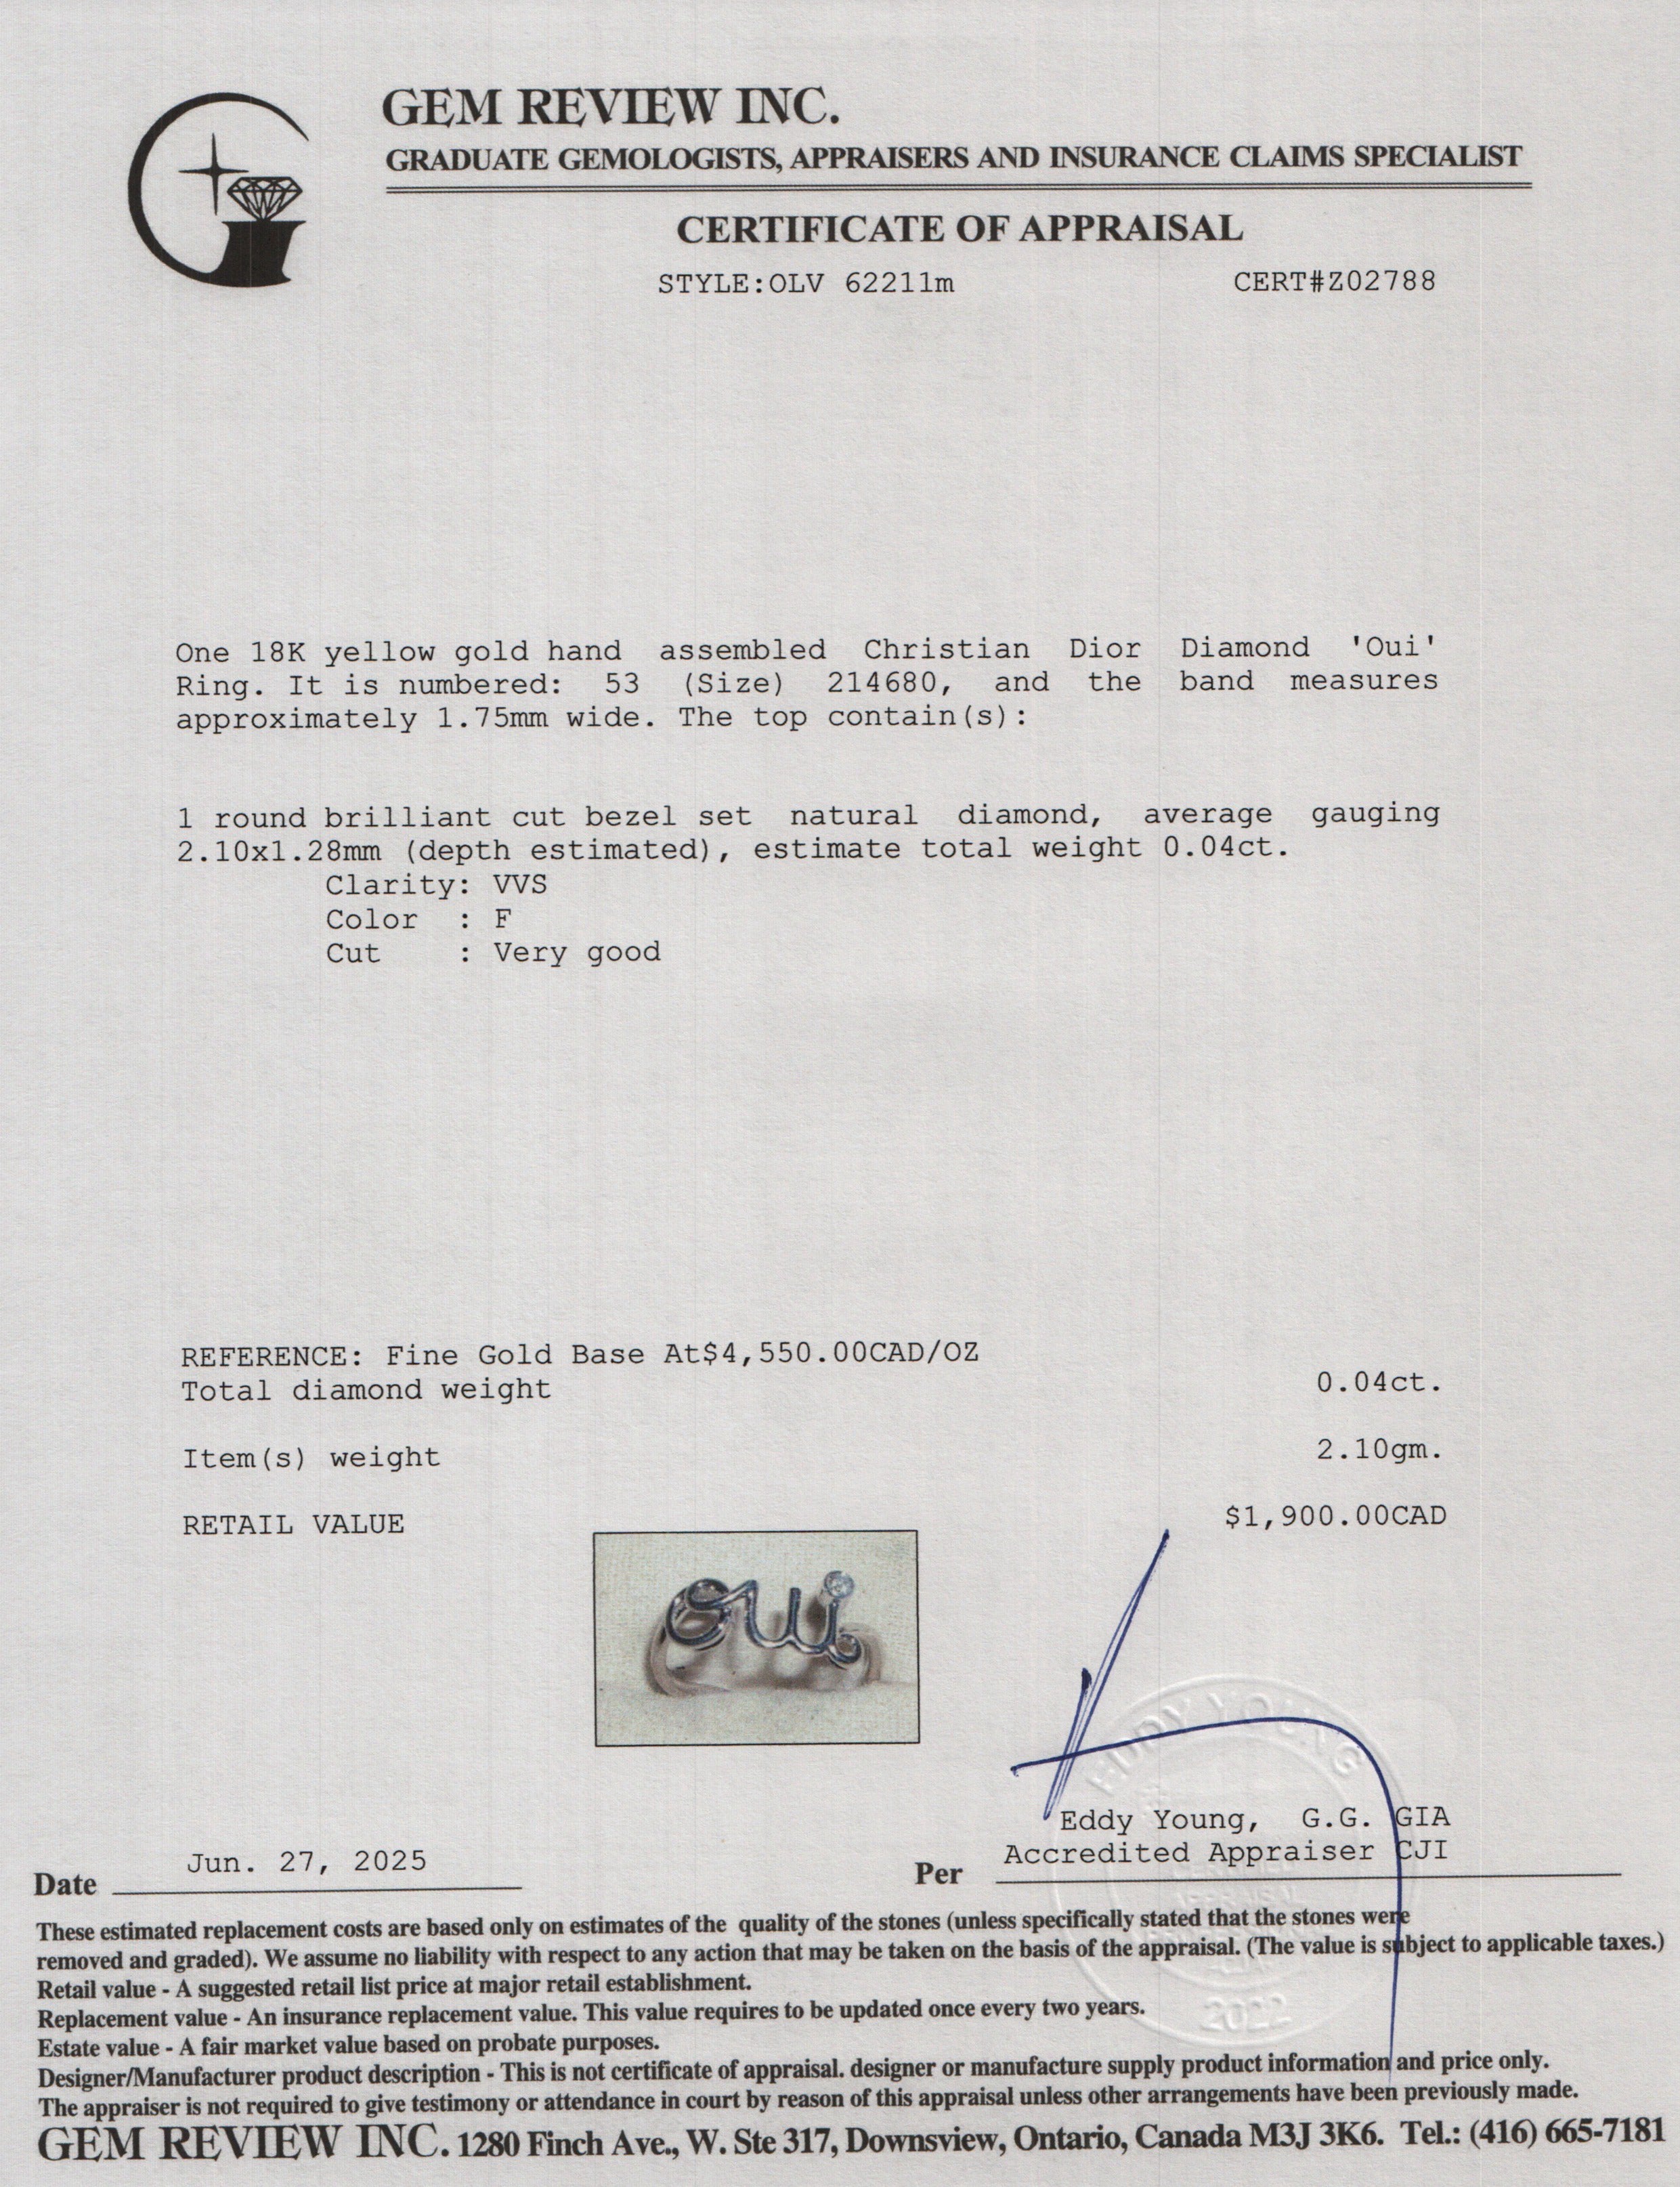 GEM REVIEW INC.
GRADUATE GEMOLOGISTS, APPRAISERS AND INSURANCE CLAIMS SPECIALIST
CERTIFICATE OF APPRAISAL
STYLE:OLV 62211m CERT#Z02788
One 18K yellow gold hand assembled Christian Dior Diamond 'Oui'
Ring. It is numbered: 53 (Size) 214680, and the band measures
approximately 1.75mm wide. The top contain(s):
1 round brilliant cut bezel set natural diamond, average gauging
2.10x1.28mm (depth estimated), estimate total weight 0.04ct.
Clarity: VVS
Color : F
Cut : Very good
REFERENCE: Fine Gold Base At$4,550.00CAD/OZ
Total diamond weight 0.04ct.
Item(s) weight 2.10gm.
RETAIL VALUE $1,900.00CAD
oui
EDDY YOUNG
Eddy Young, G.G. GIA
Accredited Appraiser CJI
Date Jun. 27, 2025 Per
These estimated replacement costs are based only on estimates of the quality of the stones (unless specifically stated that the stones were
removed and graded). We assume no liability with respect to any action that may be taken on the basis of the appraisal. (The value is subject to applicable taxes.)
Retail value - A suggested retail list price at major retail establishment.
Replacement value - An insurance replacement value. This value requires to be updated once every two years.
2022
Estate value - A fair market value based on probate purposes.
Designer/Manufacturer product description - This is not certificate of appraisal. designer or manufacture supply product information and price only.
The appraiser is not required to give testimony or attendance in court by reason of this appraisal unless other arrangements have been previously made.
GEM REVIEW INC. 1280 Finch Ave., W. Ste 317, Downsview, Ontario, Canada M3J 3K6. Tel.: (416) 665-7181